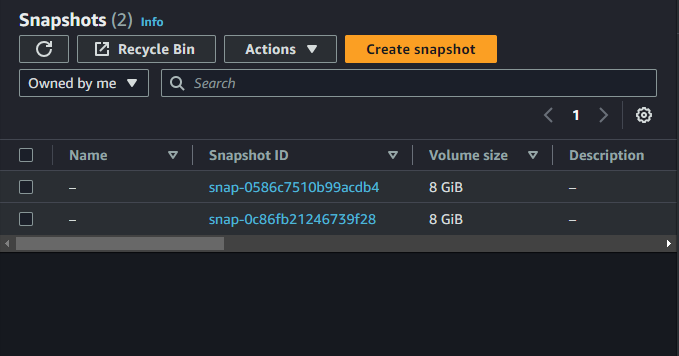 Snapshots (2) Info
Recycle Bin Actions Create snapshot
Owned by me Search
1
Name Snapshot ID Volume size Description
– snap-0586c7510b99acdb4 8 GiB –
– snap-0c86fb21246739f28 8 GiB –